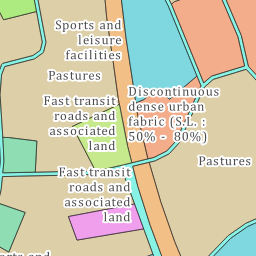 Sports and
leisure
facilities
Pastures
Fast transit
roads and
associated
land
Discontinuous
dense urban
fabric (S.L. :
50% - 80%)
Pastures
Fast transit
roads and
associated
land
and